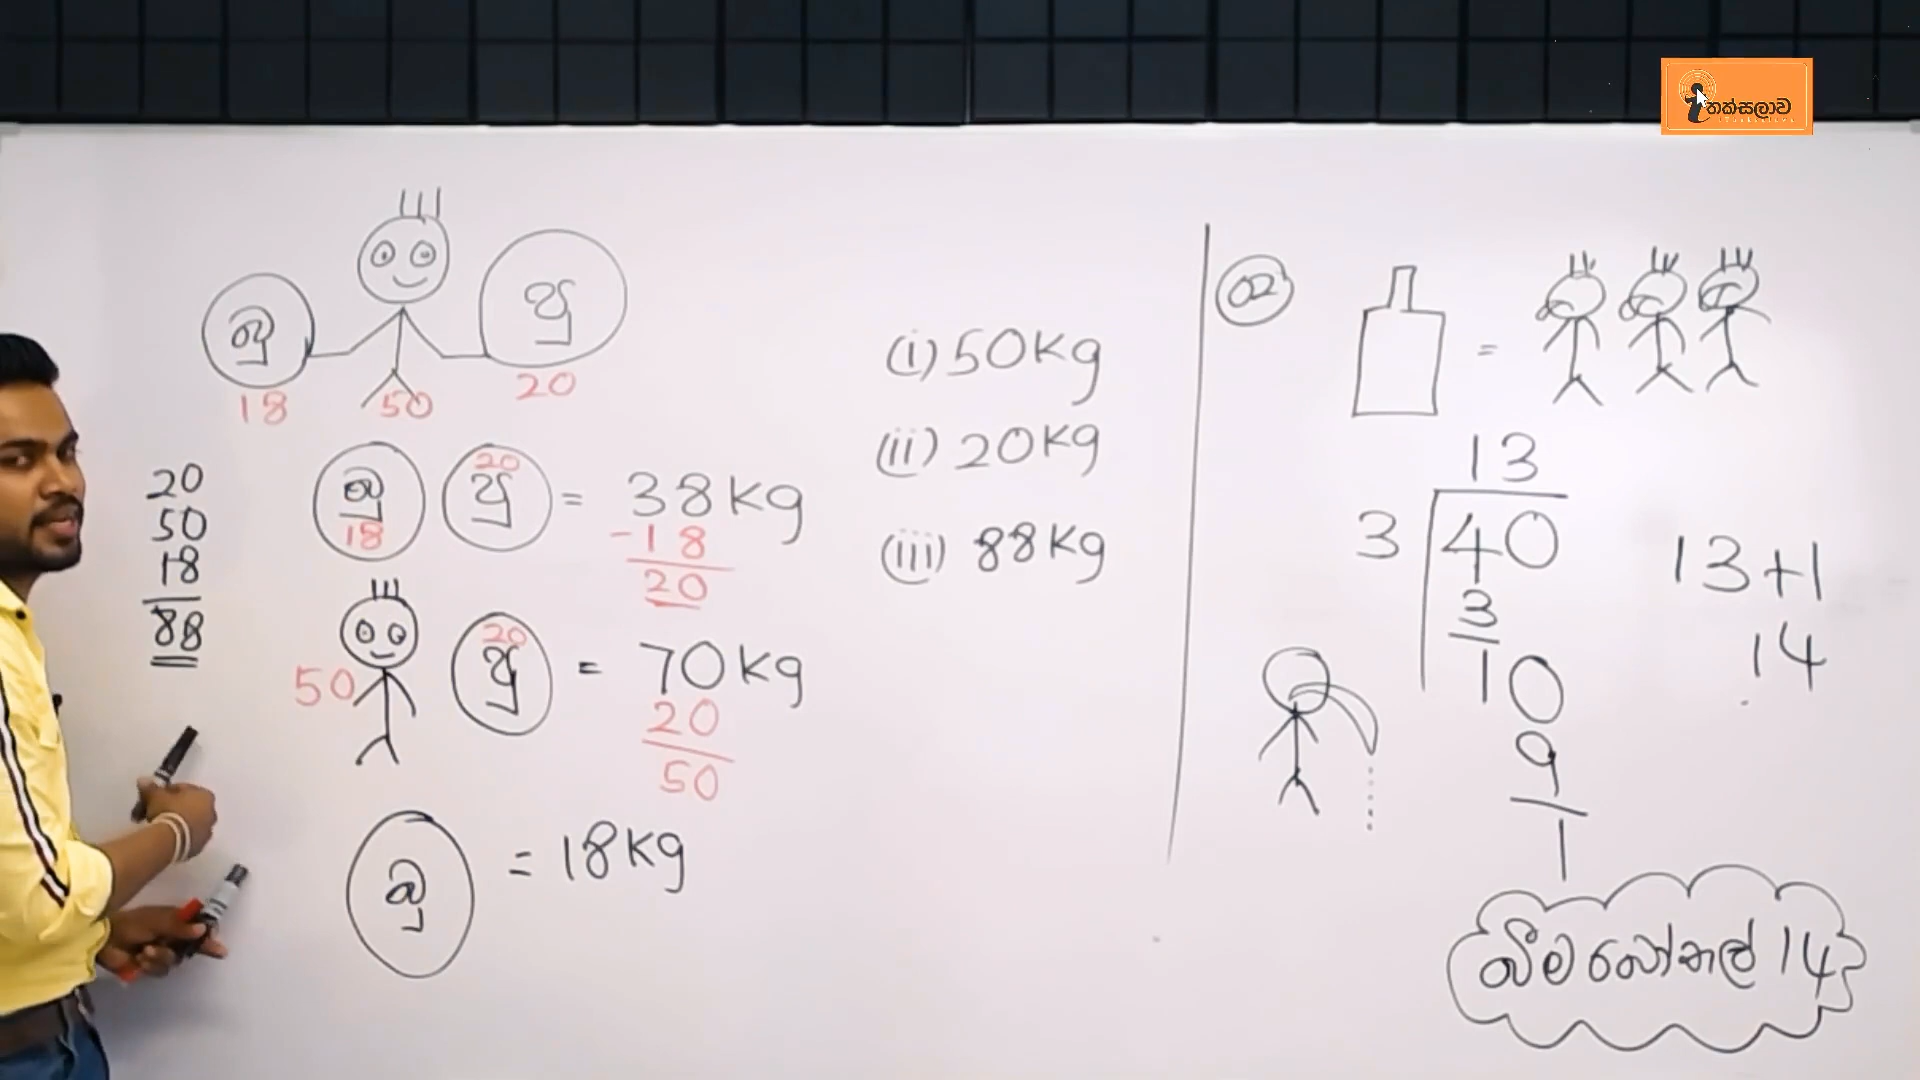 තක්සලාව
බු
පු
18
50
20
බු
18
20
පු
= 38kg
-18
20
50
20
පු
= 70kg
20
50
බු
= 18kg
20
50
18
88
(i) 50kg
(ii) 20kg
(iii) 88kg
02
=
13
3
40
3
10
9
1
13+1
14
බීම බෝතල් 14